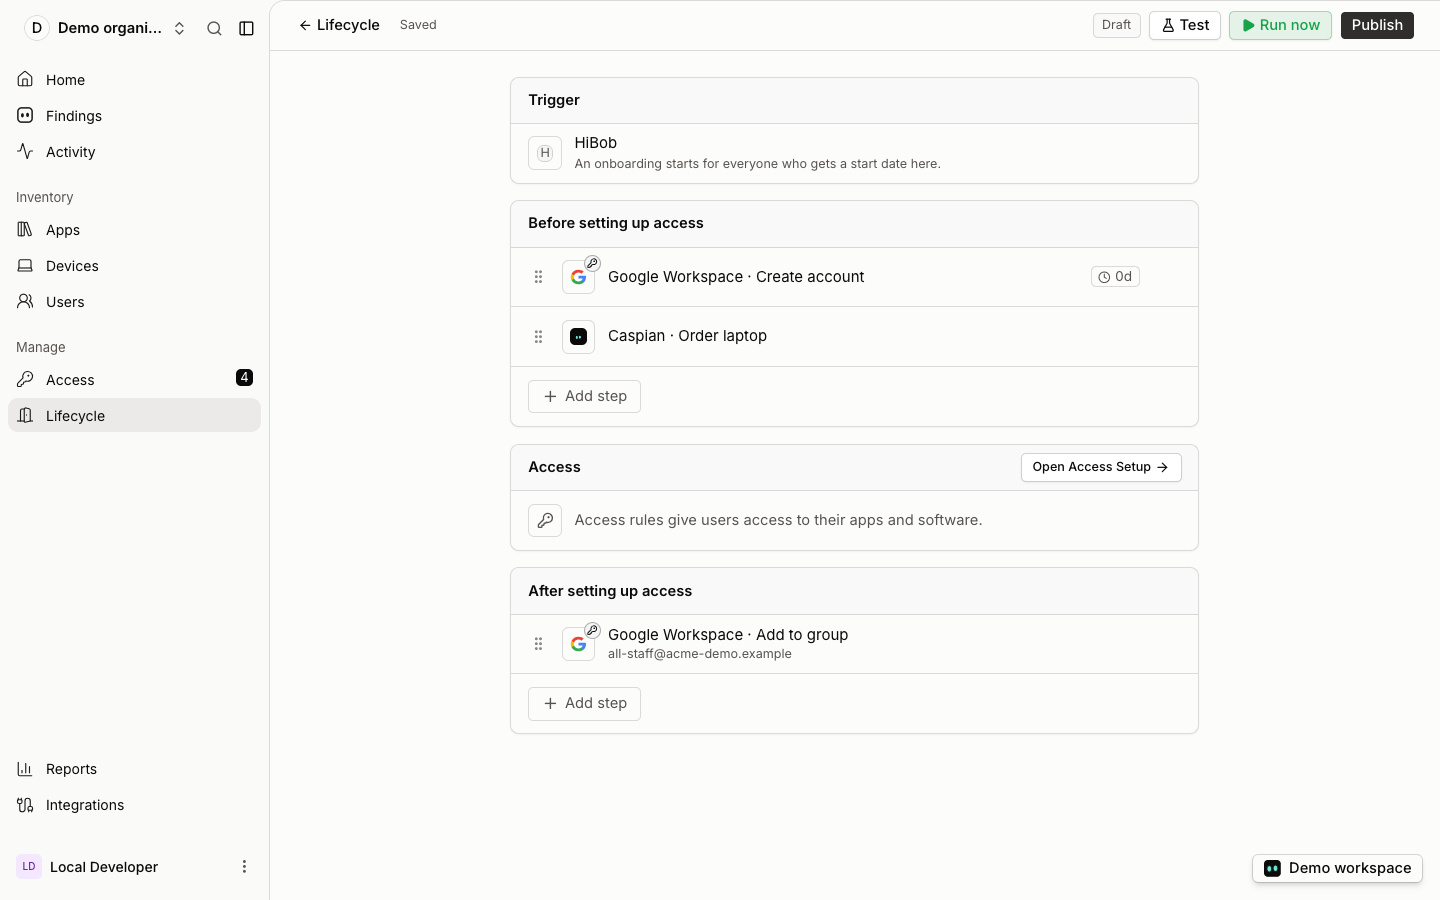 D Demo organi...
Home
Findings
Activity
Inventory
Apps
Devices
Users
Manage
Access 4
Lifecycle
Reports
Integrations
LD Local Developer
Lifecycle Saved Draft Test Run now Publish
Trigger
H HiBob
An onboarding starts for everyone who gets a start date here.
Before setting up access
Google Workspace · Create account 0d
Caspian · Order laptop
Add step
Access Open Access Setup
Access rules give users access to their apps and software.
After setting up access
Google Workspace · Add to group
all-staff@acme-demo.example
Add step
Demo workspace